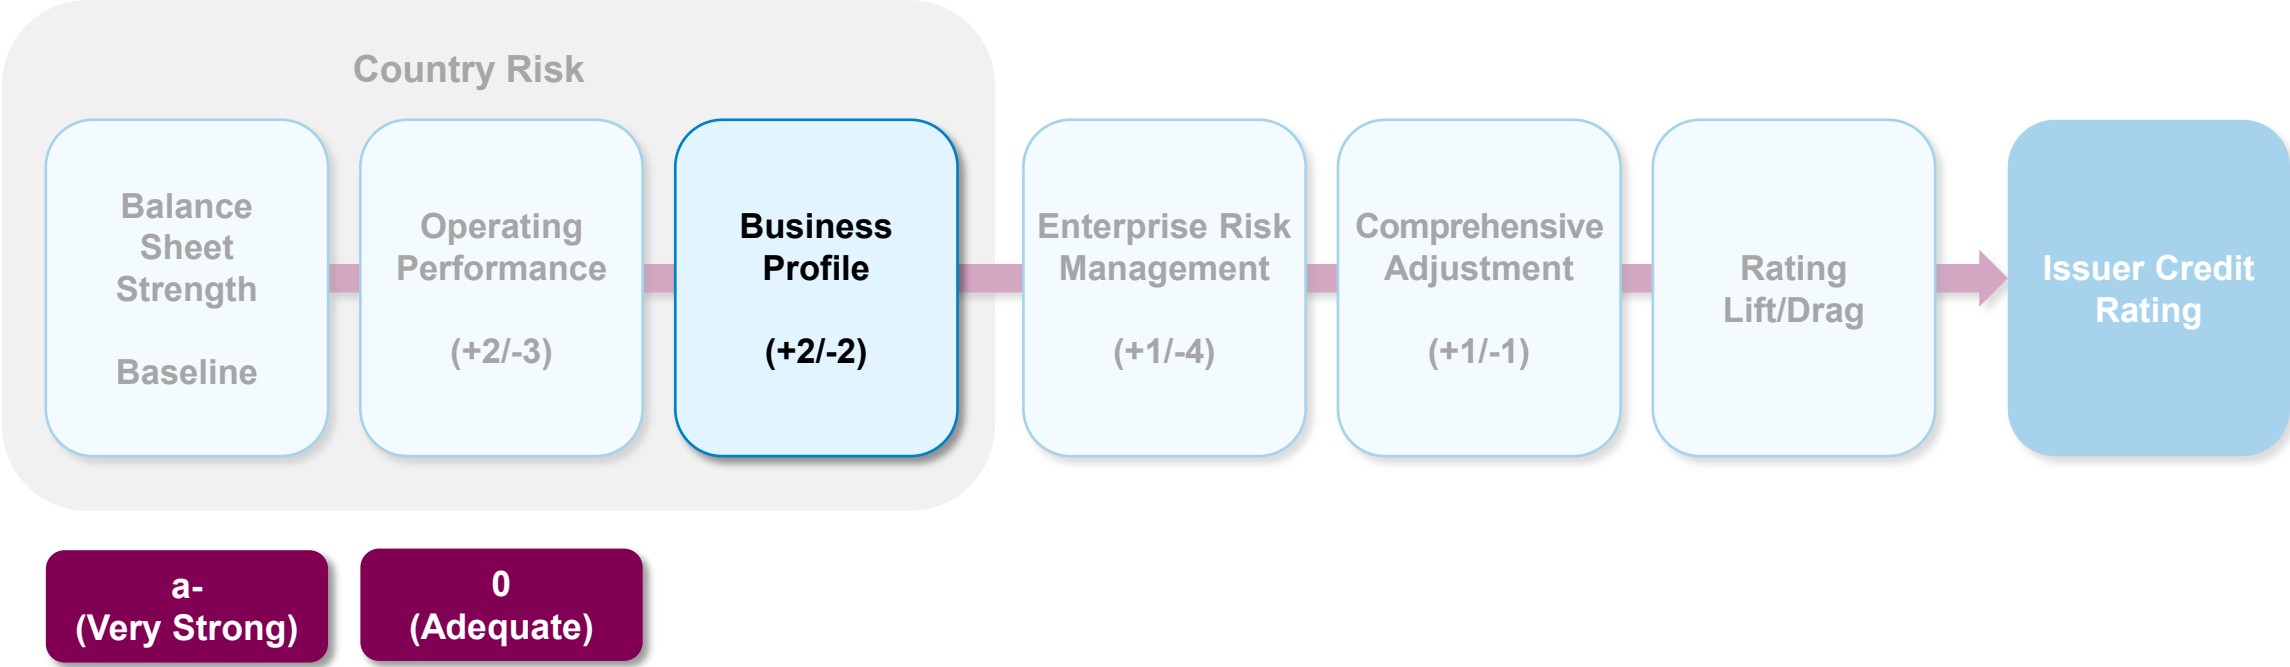 Country Risk
Balance
Sheet
Strength
Baseline
Operating
Performance
(+2/-3)
Business
Profile
(+2/-2)
Enterprise Risk
Management
(+1/-4)
Comprehensive
Adjustment
(+1/-1)
Rating
Lift/Drag
Issuer Credit
Rating
a-
(Very Strong)
0
(Adequate)